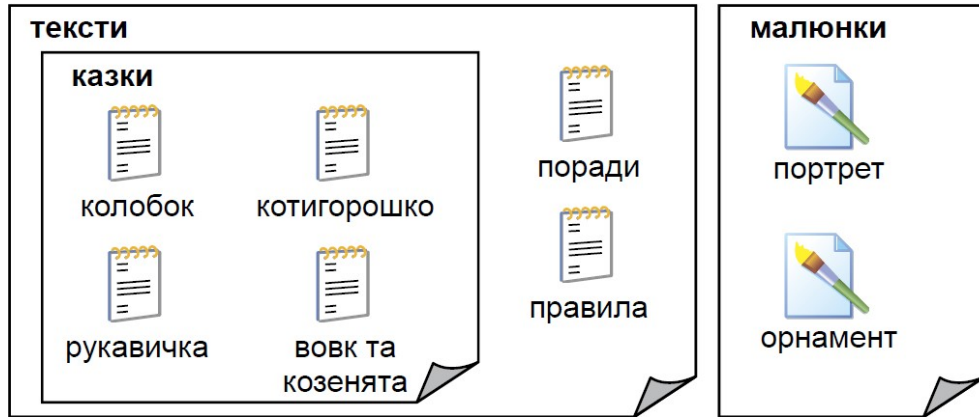 тексти
казки
колобок
котигорошко
рукавичка
вовк та
козенята
поради
правила
малюнки
портрет
орнамент